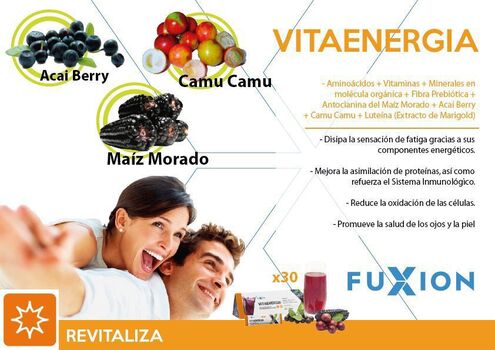 VITAENERGIA
Acai Berry
Camu Camu
Maíz Morado
- Aminoácidos + Vitaminas + Minerales en
molécula orgánica + Fibra Prebiótica +
Antocianina del Maíz Morado + Acai Berry
+ Camu Camu + Luteína (Extracto de Marigold)
- Disipa la sensación de fatiga gracias a sus
componentes energéticos.
- Mejora la asimilación de proteínas, así como
refuerza el Sistema Inmunológico.
- Reduce la oxidación de las células.
- Promueve la salud de los ojos y la piel
x30
FUXION
REVITALIZA